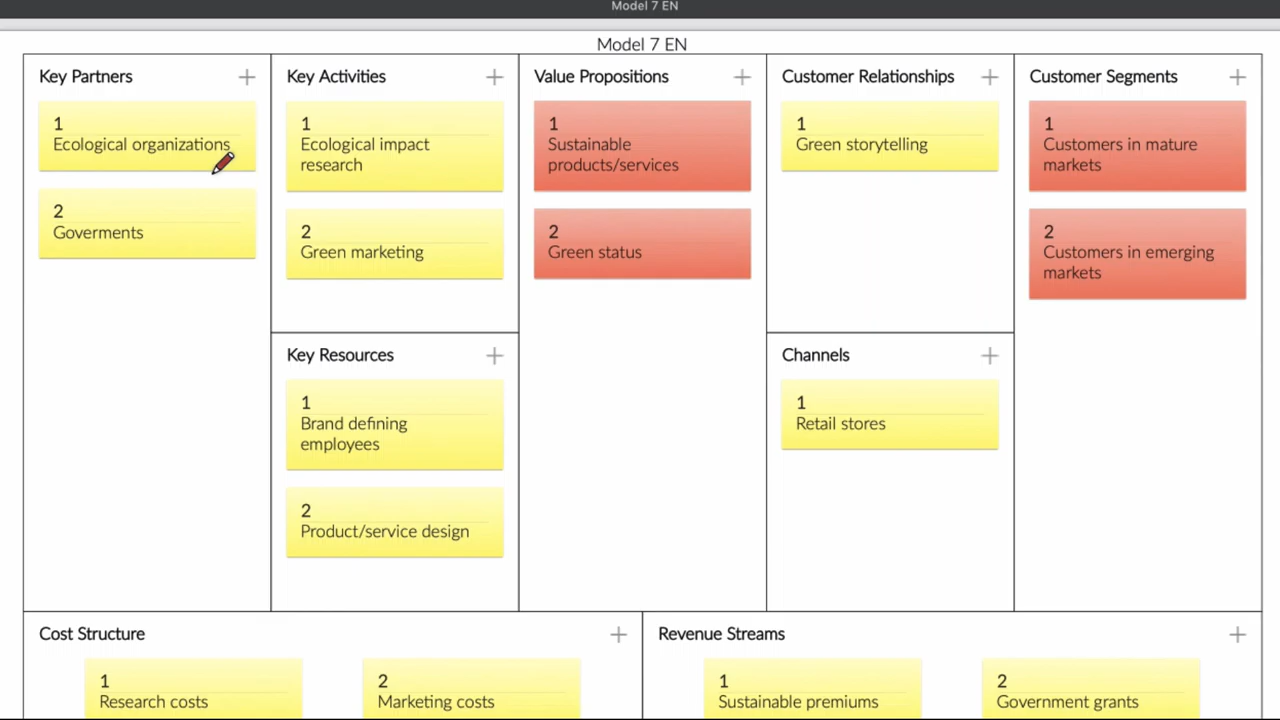 Model 7 EN
Model 7 EN
Key Partners
1
Ecological organizations
2
Goverments
Key Activities
1
Ecological impact
research
2
Green marketing
Key Resources
1
Brand defining
employees
2
Product/service design
Value Propositions
1
Sustainable
products/services
2
Green status
Customer Relationships
1
Green storytelling
Channels
1
Retail stores
Customer Segments
1
Customers in mature
markets
2
Customers in emerging
markets
Cost Structure
1
Research costs
2
Marketing costs
Revenue Streams
1
Sustainable premiums
2
Government grants